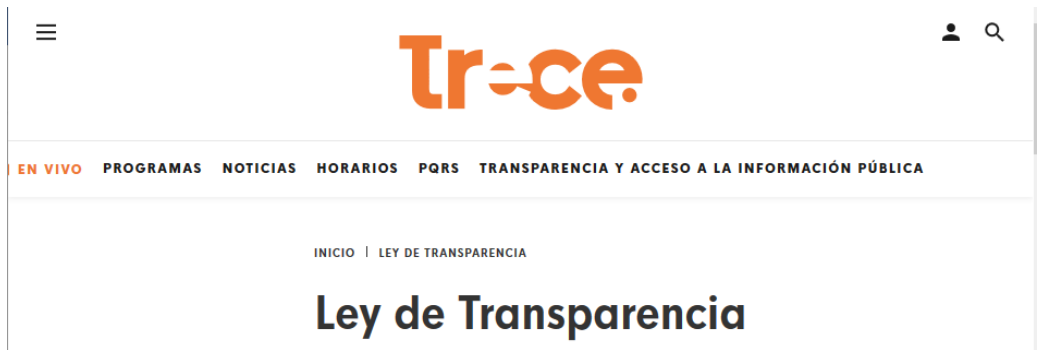 Trece
EN VIVO PROGRAMAS NOTICIAS HORARIOS PQRS TRANSPARENCIA Y ACCESO A LA INFORMACIÓN PÚBLICA
INICIO | LEY DE TRANSPARENCIA
Ley de Transparencia